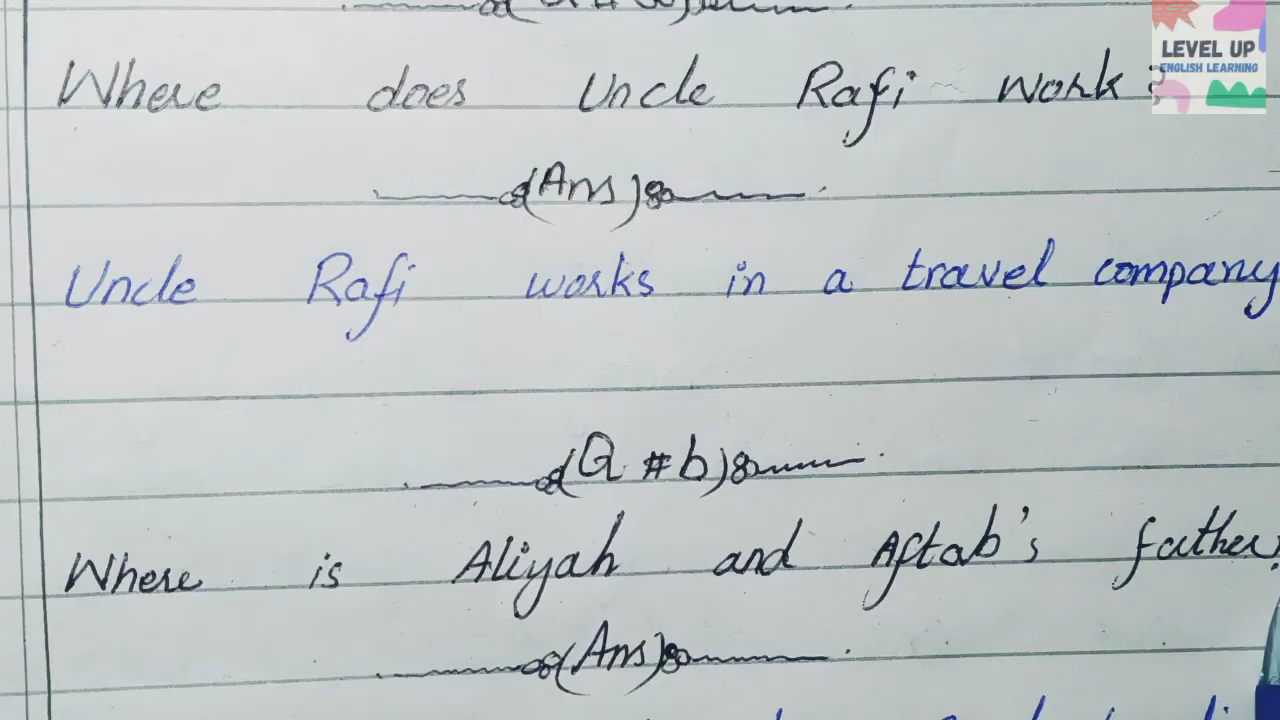 LEVEL UP
ENGLISH LEARNING
Where does Uncle Rafi work?
(Ans)
Uncle Rafi works in a travel company
(Q #b)
Where is Aliyah and Aftab's father?
(Ans)